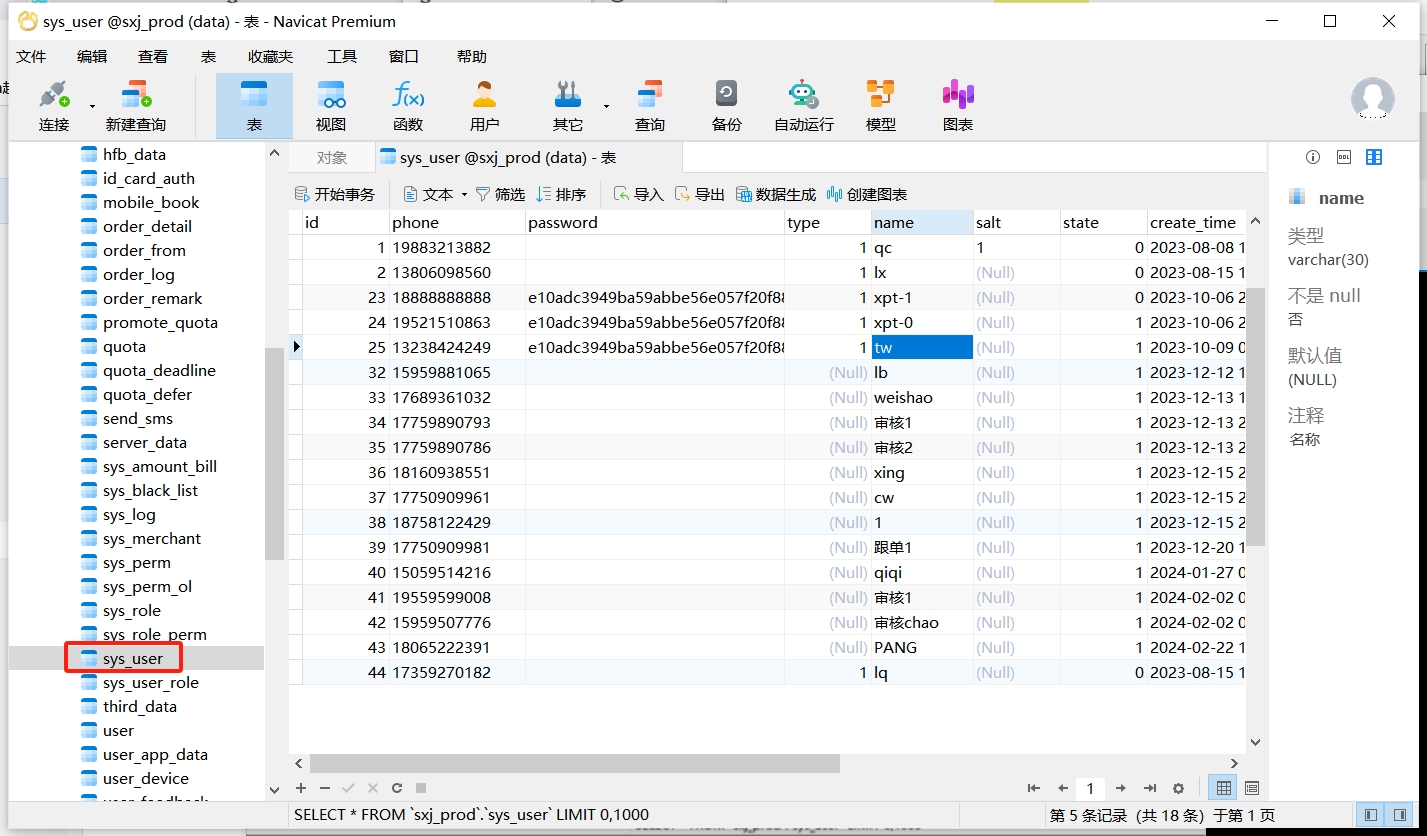 sys_user @sxj_prod (data) - 表 - Navicat Premium
文件 编辑 查看 表 收藏夹 工具 窗口 帮助
连接 新建查询 表 视图 函数 用户 其它 查询 备份 自动运行 模型 图表
hfb_data
id_card_auth
mobile_book
order_detail
order_from
order_log
order_remark
promote_quota
quota
quota_deadline
quota_defer
send_sms
server_data
sys_amount_bill
sys_black_list
sys_log
sys_merchant
sys_perm
sys_perm_ol
sys_role
sys_role_perm
sys_user
sys_user_role
third_data
user
user_app_data
user_device
user_feedback
对象 sys_user @sxj_prod (data) - 表
开始事务 文本 筛选 排序 导入 导出 数据生成 创建图表
id phone password type name salt state create_time
1 19883213882 1 qc 1 0 2023-08-08 1
2 13806098560 1 lx (Null) 0 2023-08-15 1
23 18888888888 e10adc3949ba59abbe56e057f20f88 1 xpt-1 (Null) 0 2023-10-06 2
24 19521510863 e10adc3949ba59abbe56e057f20f88 1 xpt-0 (Null) 1 2023-10-06 2
25 13238424249 e10adc3949ba59abbe56e057f20f88 1 tw (Null) 1 2023-10-09 0
32 15959881065 (Null) lb (Null) 1 2023-12-12 1
33 17689361032 (Null) weishao (Null) 1 2023-12-13 1
34 17759890793 (Null) 审核1 (Null) 1 2023-12-13 2
35 17759890786 (Null) 审核2 (Null) 1 2023-12-13 2
36 18160938551 (Null) xing (Null) 1 2023-12-15 2
37 17750909961 (Null) cw (Null) 1 2023-12-15 2
38 18758122429 (Null) 1 (Null) 1 2023-12-15 2
39 17750909981 (Null) 跟单1 (Null) 1 2023-12-20 1
40 15059514216 (Null) qiqi (Null) 1 2024-01-27 0
41 19559599008 (Null) 审核1 (Null) 1 2024-02-02 0
42 15959507776 (Null) 审核chao (Null) 1 2024-02-02 0
43 18065222391 (Null) PANG (Null) 1 2024-02-22 1
44 17359270182 1 lq (Null) 0 2023-08-15 1
name
类型
varchar(30)
不是 null
否
默认值
(NULL)
注释
名称
1
SELECT * FROM `sxj_prod`.`sys_user` LIMIT 0,1000
第 5 条记录 (共 18 条) 于第 1 页